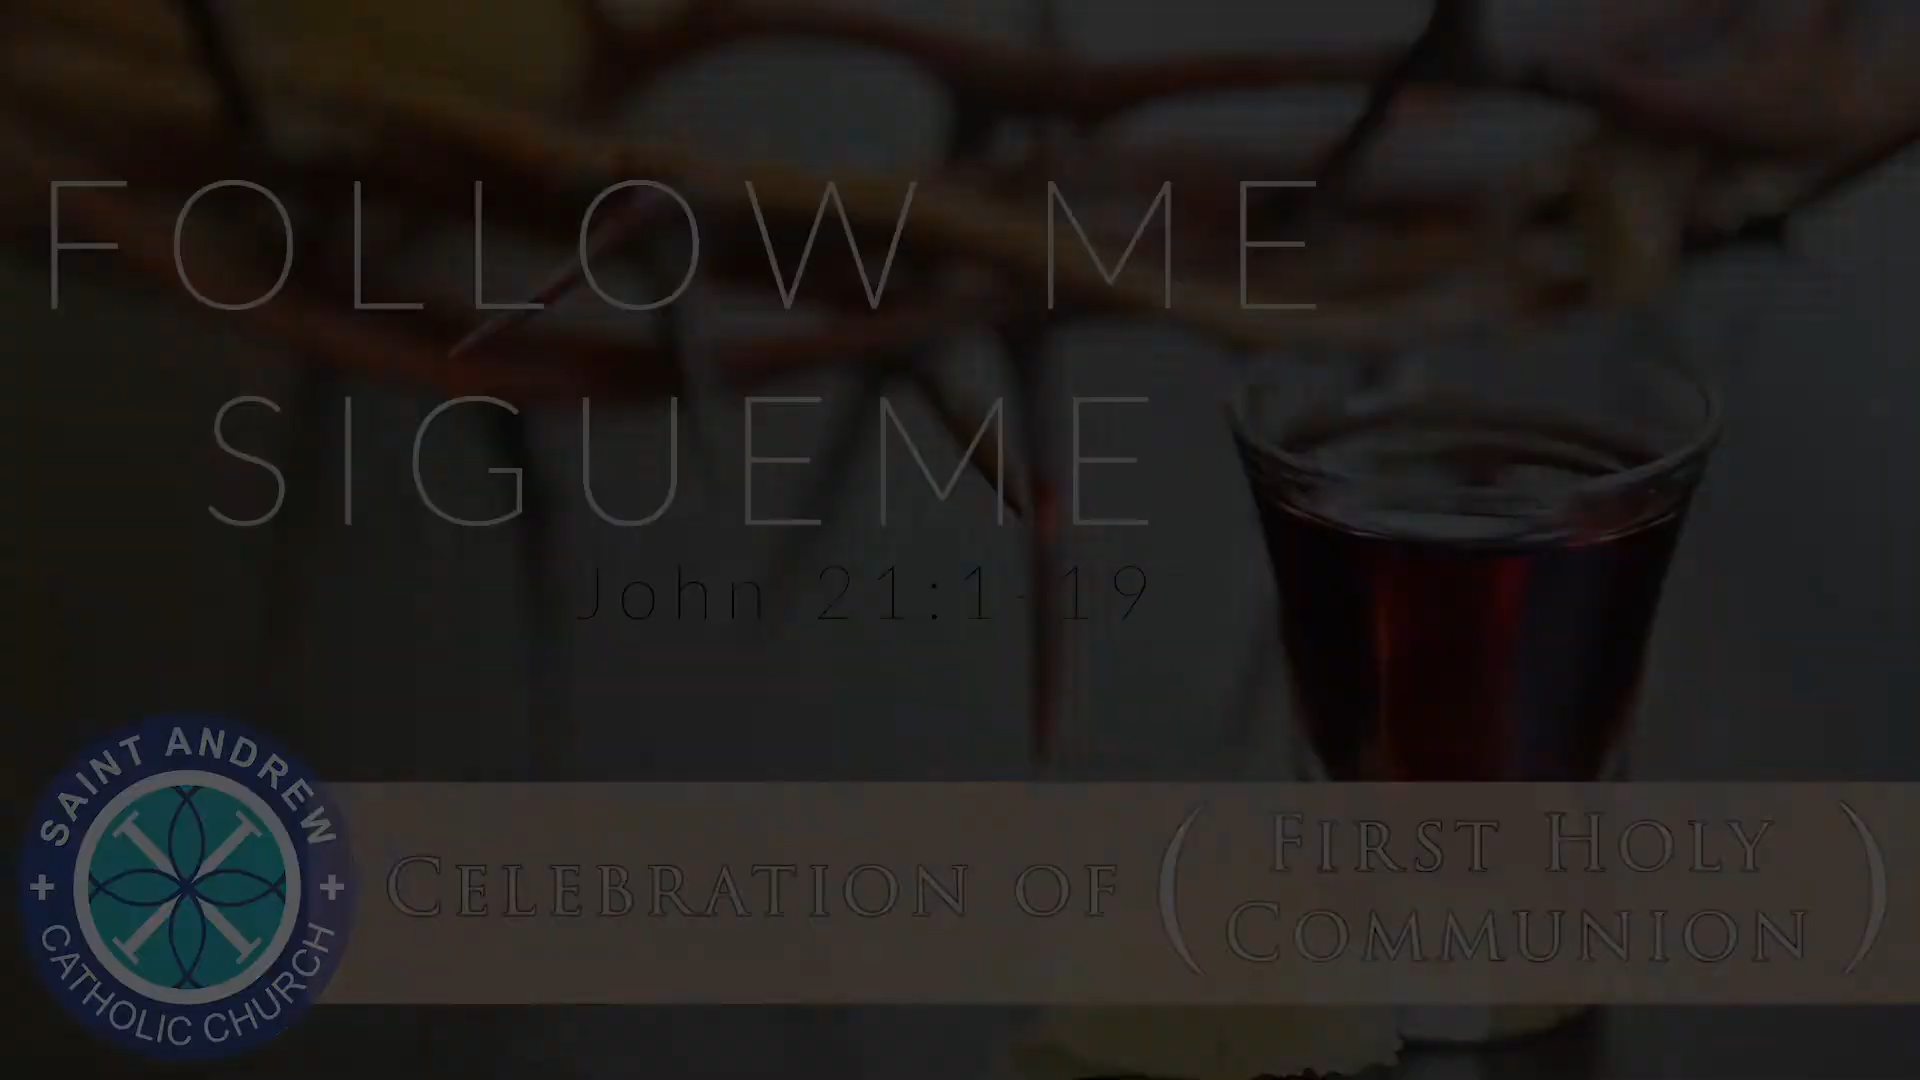 FOLLOW ME
SIGUEME
John 21:1-19
SAINT ANDREW
CATHOLIC CHURCH
CELEBRATION OF (FIRST HOLY
COMMUNION)